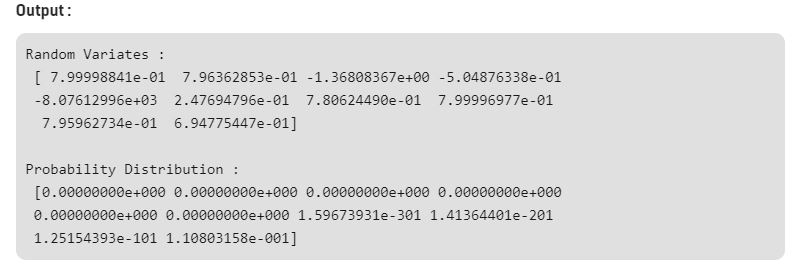 Output :
Random Variates :
[ 7.99998841e-01 7.96362853e-01 -1.36808367e+00 -5.04876338e-01
-8.07612996e+03 2.47694796e-01 7.80624490e-01 7.99996977e-01
7.95962734e-01 6.94775447e-01]
Probability Distribution :
[0.00000000e+000 0.00000000e+000 0.00000000e+000 0.00000000e+000
0.00000000e+000 0.00000000e+000 1.59673931e-301 1.41364401e-201
1.25154393e-101 1.10803158e-001]